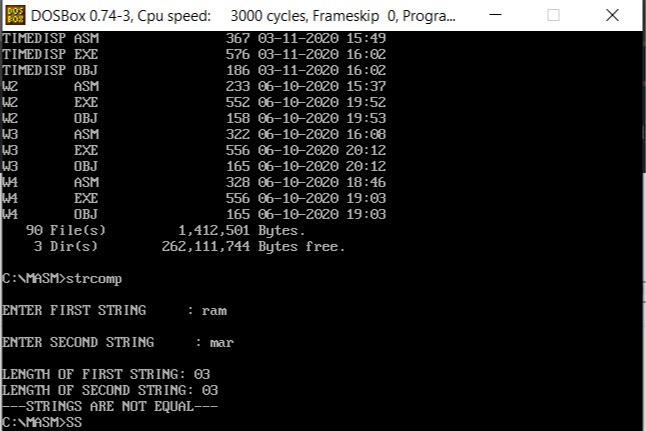 DOSBox 0.74-3, Cpu speed: 3000 cycles, Frameskip 0, Progra...
TIMEDISP ASM 367 03-11-2020 15:49
TIMEDISP EXE 576 03-11-2020 16:02
TIMEDISP OBJ 186 03-11-2020 16:02
W2 ASM 233 06-10-2020 15:37
W2 EXE 552 06-10-2020 19:52
W2 OBJ 158 06-10-2020 19:53
W3 ASM 322 06-10-2020 16:08
W3 EXE 556 06-10-2020 20:12
W3 OBJ 165 06-10-2020 20:12
W4 ASM 328 06-10-2020 18:46
W4 EXE 556 06-10-2020 19:03
W4 OBJ 165 06-10-2020 19:03
90 File(s) 1,412,501 Bytes.
3 Dir(s) 262,111,744 Bytes free.
C:\MASM>strcomp
ENTER FIRST STRING : ram
ENTER SECOND STRING : mar
LENGTH OF FIRST STRING: 03
LENGTH OF SECOND STRING: 03
---STRINGS ARE NOT EQUAL---
C:\MASM>SS